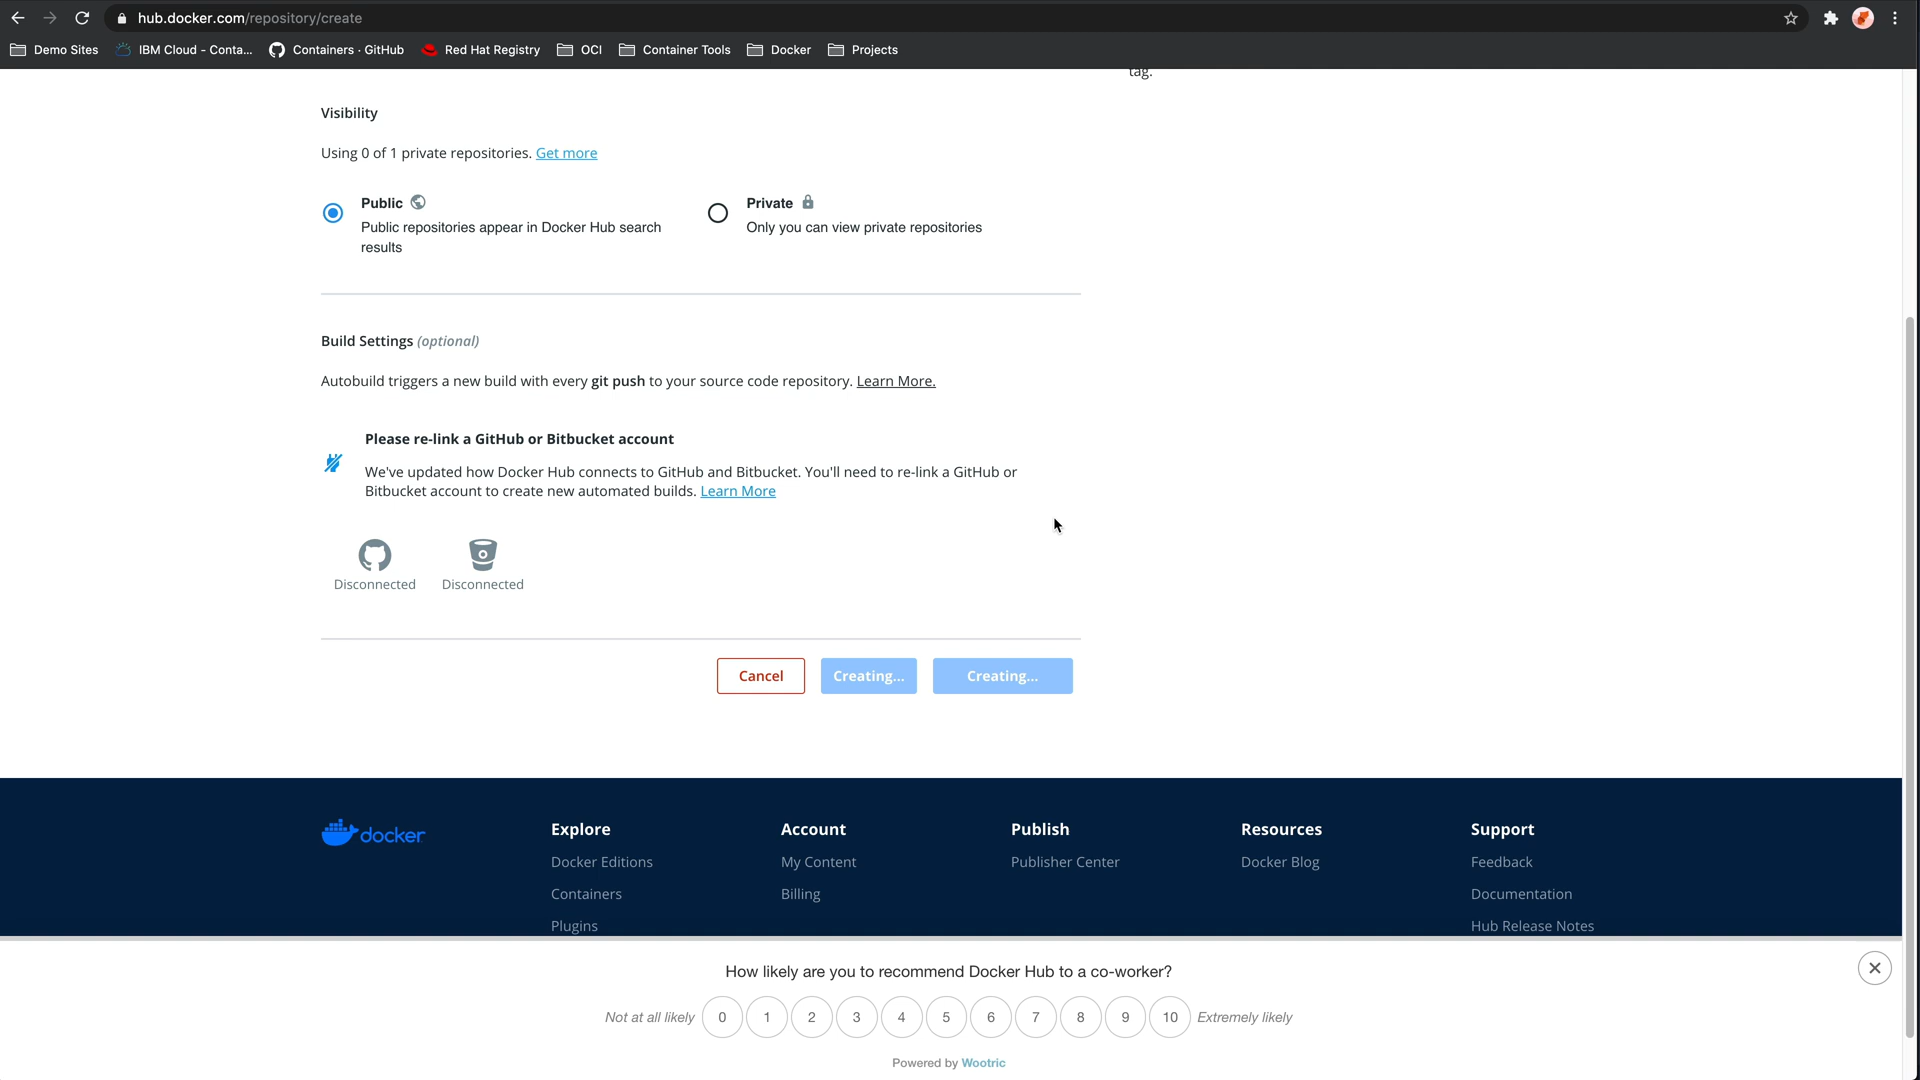 hub.docker.com/repository/create
Demo Sites
IBM Cloud - Conta...
Containers · GitHub
Red Hat Registry
OCI
Container Tools
Docker
Projects
tag.
Visibility
Using 0 of 1 private repositories. Get more
Public
Public repositories appear in Docker Hub search
results
Private
Only you can view private repositories
Build Settings (optional)
Autobuild triggers a new build with every git push to your source code repository. Learn More.
Please re-link a GitHub or Bitbucket account
We've updated how Docker Hub connects to GitHub and Bitbucket. You'll need to re-link a GitHub or
Bitbucket account to create new automated builds. Learn More
Disconnected
Disconnected
Cancel
Creating...
Creating...
docker
Explore
Docker Editions
Containers
Plugins
Account
My Content
Billing
Publish
Publisher Center
Resources
Docker Blog
Support
Feedback
Documentation
Hub Release Notes
How likely are you to recommend Docker Hub to a co-worker?
Not at all likely 0 1 2 3 4 5 6 7 8 9 10 Extremely likely
Powered by Wootric